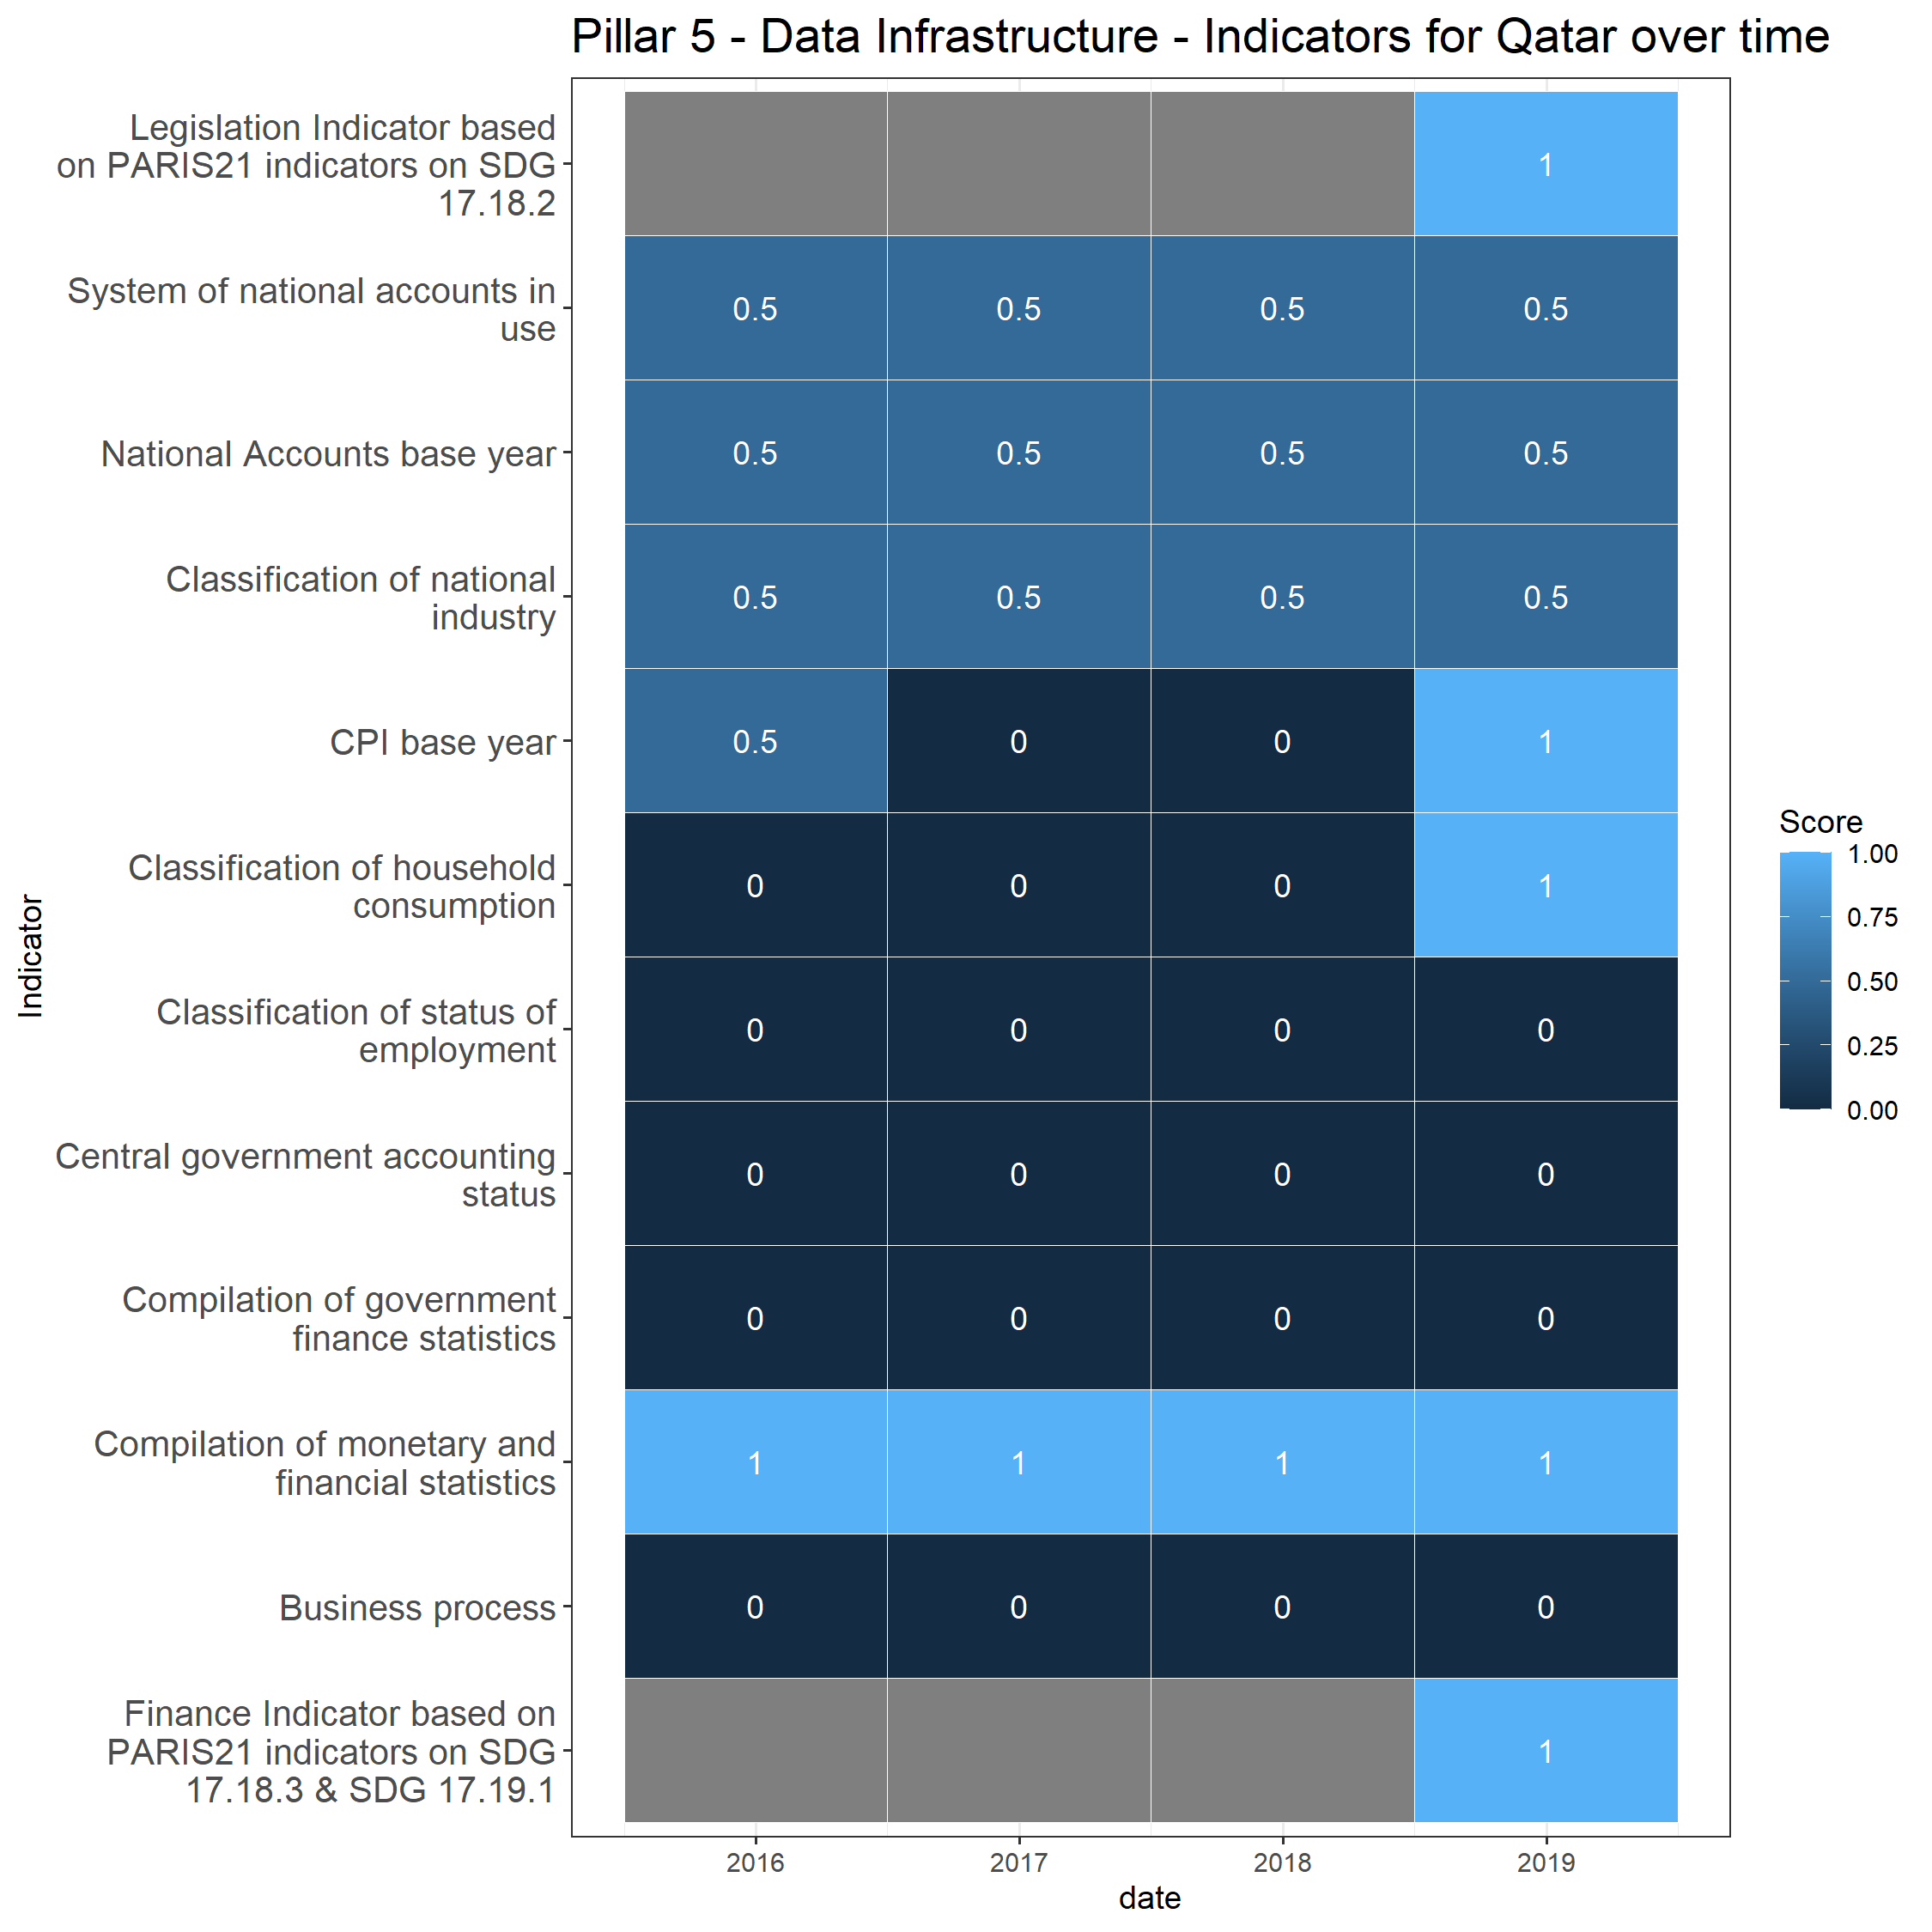 Pillar 5 - Data Infrastructure - Indicators for Qatar over time
Legislation Indicator based
on PARIS21 indicators on SDG
17.18.2
1
System of national accounts in
use
0.5 0.5 0.5 0.5
National Accounts base year
0.5 0.5 0.5 0.5
Classification of national
industry
0.5 0.5 0.5 0.5
CPI base year
0.5 0 0 1
Classification of household
consumption
0 0 0 1
Classification of status of
employment
0 0 0 0
Central government accounting
status
0 0 0 0
Compilation of government
finance statistics
0 0 0 0
Compilation of monetary and
financial statistics
1 1 1 1
Business process
0 0 0 0
Finance Indicator based on
PARIS21 indicators on SDG
17.18.3 & SDG 17.19.1
1
2016 2017 2018 2019
date
Indicator
Score
1.00
0.75
0.50
0.25
0.00